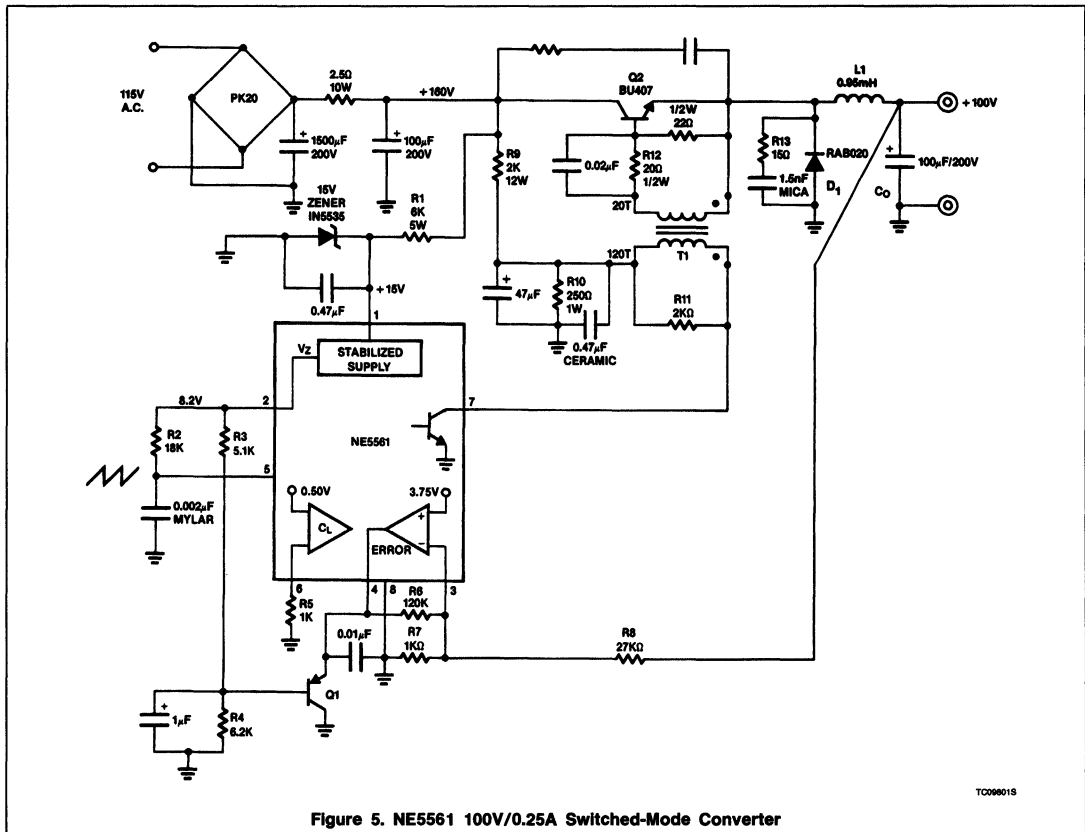 115V
A.C.
PK20
2.5Ω
10W
+
1500μF
200V
+160V
+
100μF
200V
Q2
BU407
1/2W
22Ω
L1
0.95mH
+100V
R9
2K
12W
0.02μF
R12
20Ω
1/2W
R13
15Ω
1.5nF
MICA
RAB020
D1
+
100μF/200V
CO
15V
ZENER
IN5535
R1
6K
5W
20T
120T
T1
0.47μF
+15V
+
47μF
R10
250Ω
1W
0.47μF
CERAMIC
R11
2KΩ
1
VZ
STABILIZED
SUPPLY
8.2V
2
7
R2
18K
R3
5.1K
NE5561
5
0.50V
3.75V
0.002μF
MYLAR
CL
+
−
ERROR
6
4
8
3
R5
1K
R6
120K
0.01μF
R7
1KΩ
R8
27KΩ
Q1
+
1μF
R4
6.2K
TC09801S
Figure 5. NE5561 100V/0.25A Switched-Mode Converter